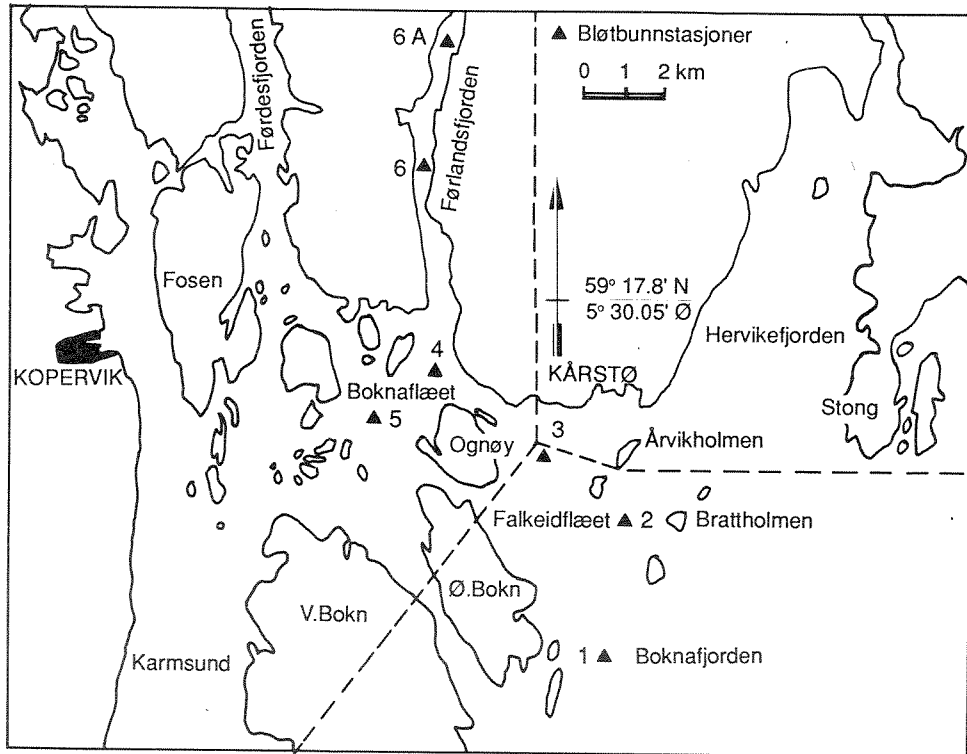 6 A
Bløtbunnstasjoner
0 1 2 km
Førdesfjorden
Førlandsfjorden
6
Fosen
59° 17.8' N
5° 30.05' Ø
Hervikefjorden
KOPERVIK
4
KÅRSTØ
Boknaflæet
5
Stong
Ognøy
3
Årvikholmen
Falkeidflæet 2 Brattholmen
Ø.Bokn
V.Bokn
Karmsund
1 Boknafjorden